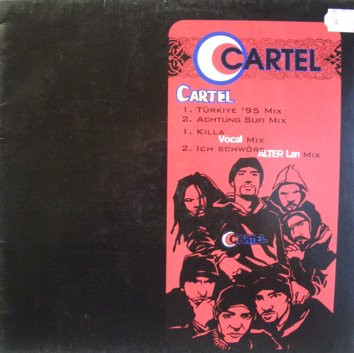 CARTEL
CARTEL
1. TÜRKIYE '95 MIX
2. ACHTUNG SUFI MIX
1. KILLA Vocal MIX
2. ICH SCHWÖRE ALTER Lan MIX
CARTEL